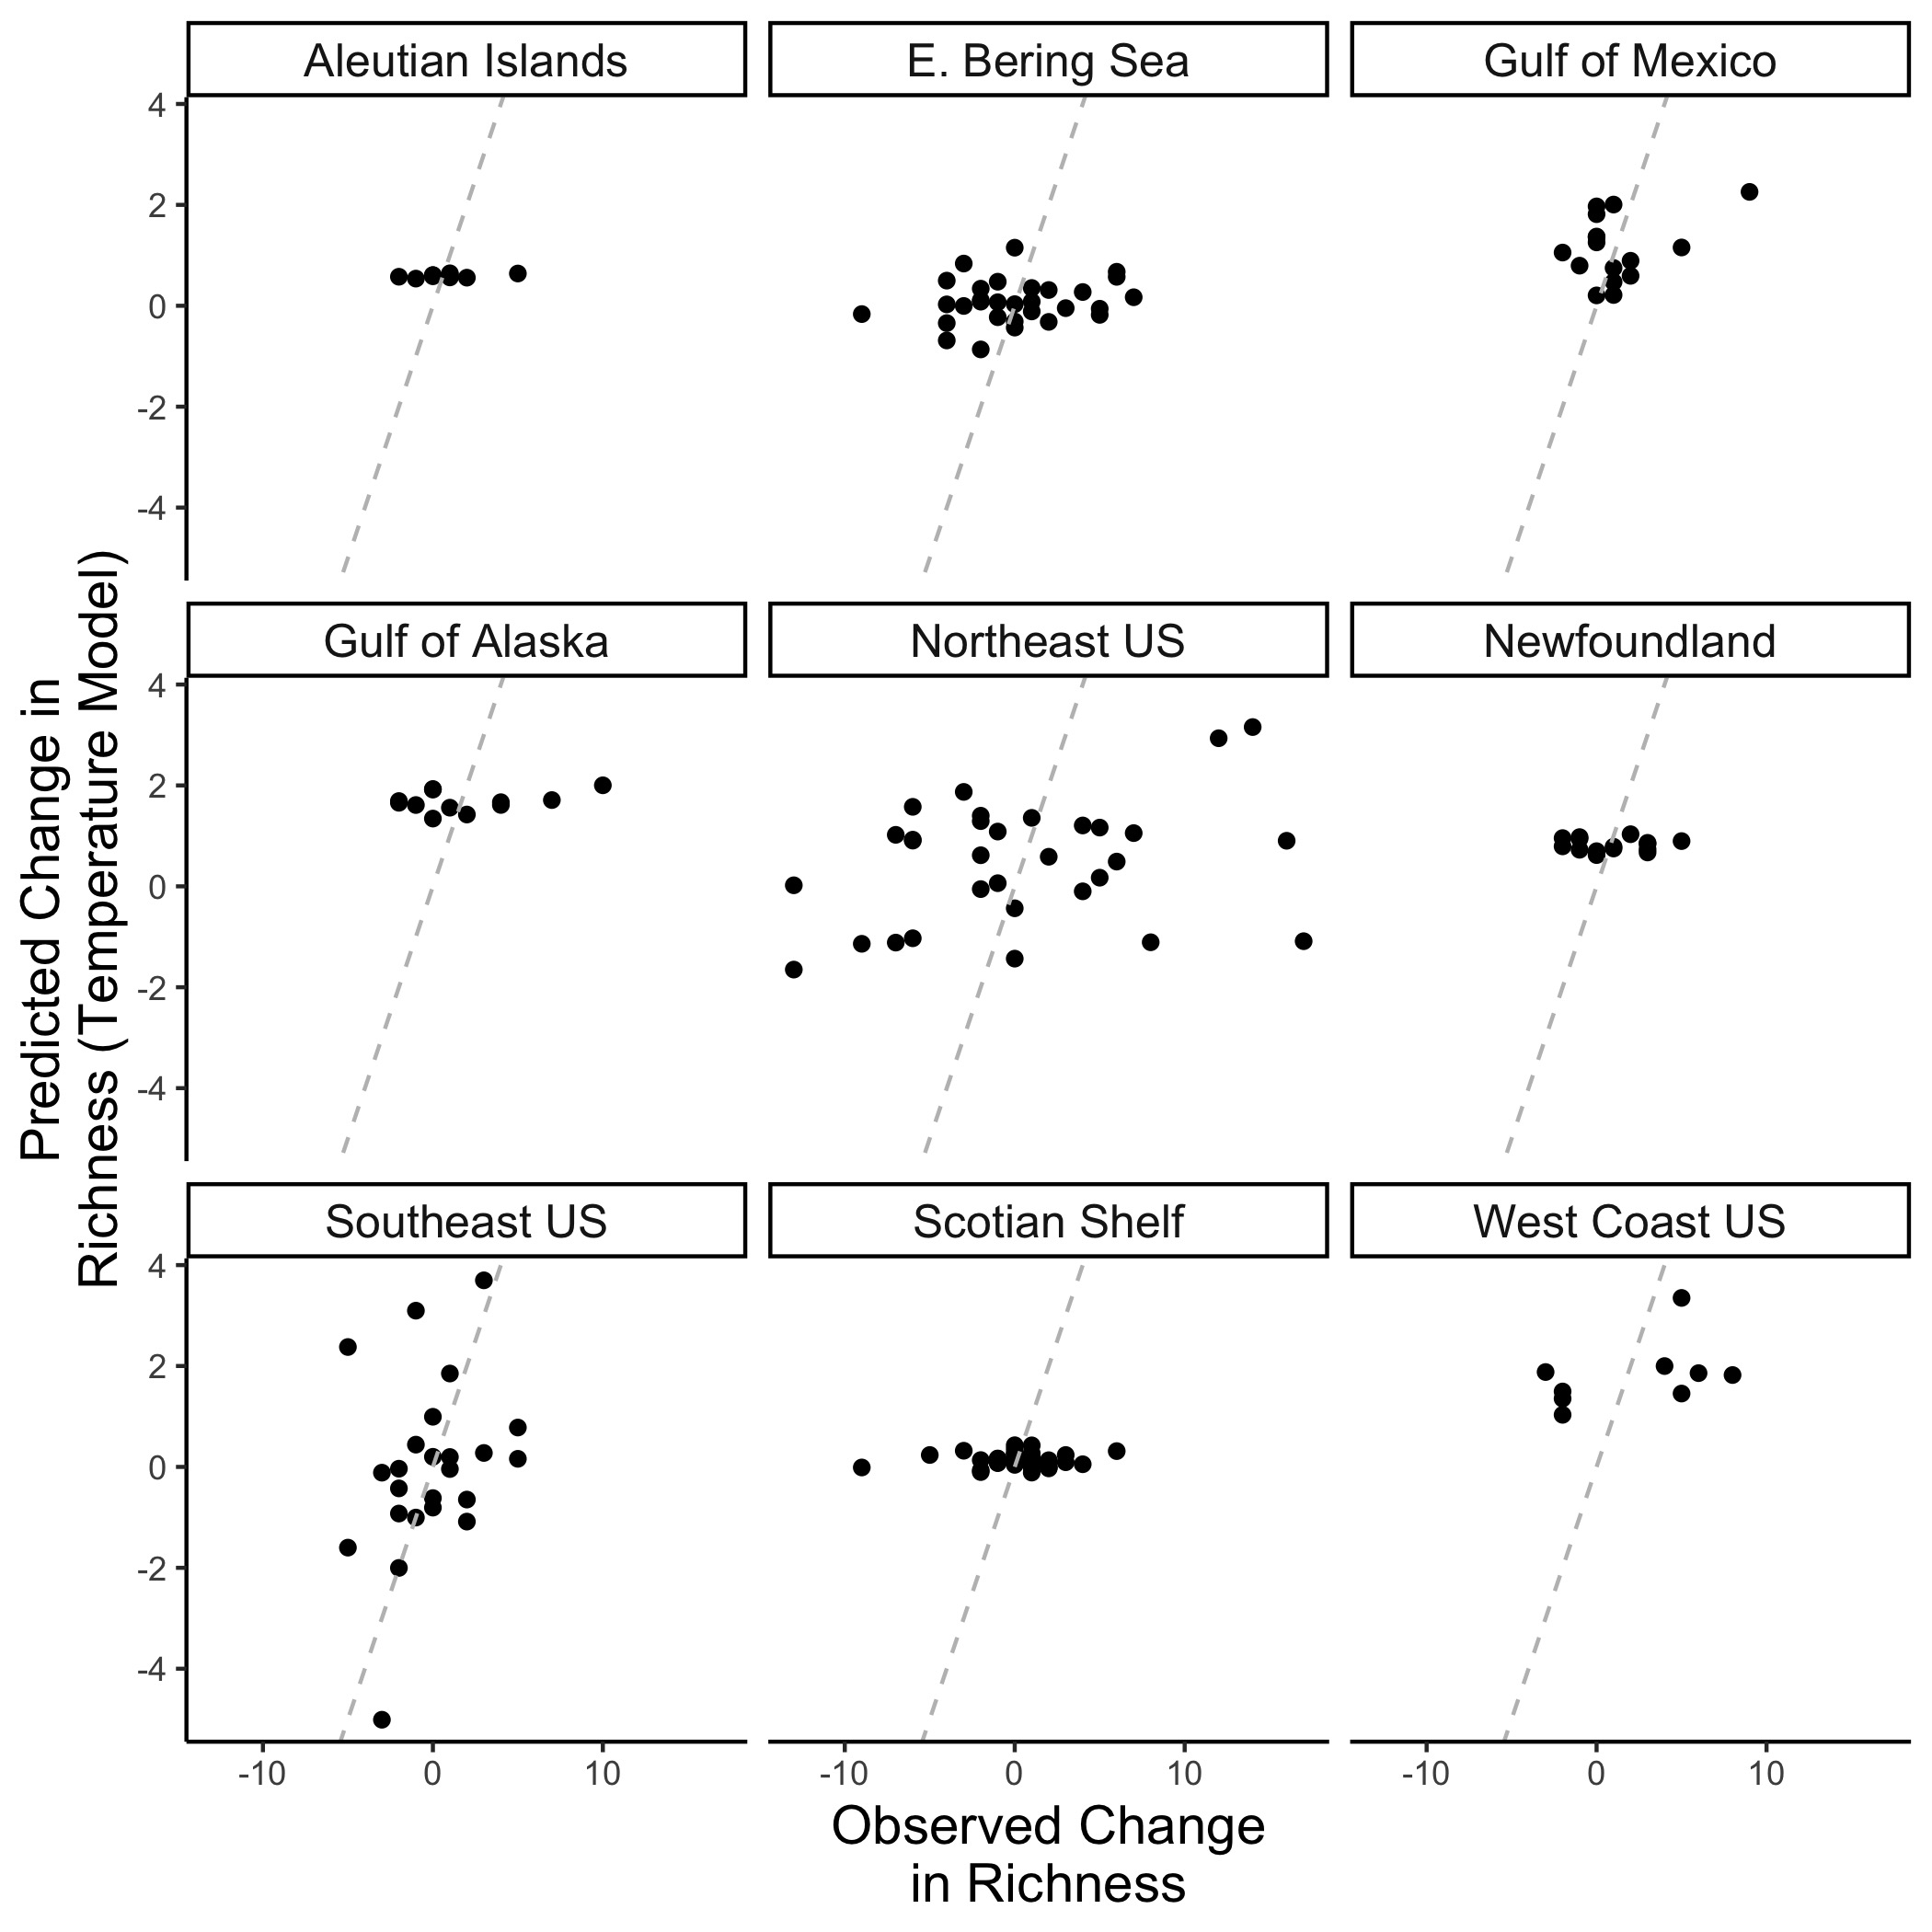 Aleutian Islands
E. Bering Sea
Gulf of Mexico
4
2
0
-2
-4
Gulf of Alaska
Northeast US
Newfoundland
4
2
0
-2
-4
Predicted Change in
Richness (Temperature Model)
Southeast US
Scotian Shelf
West Coast US
4
2
0
-2
-4
-10 0 10
-10 0 10
-10 0 10
Observed Change
in Richness